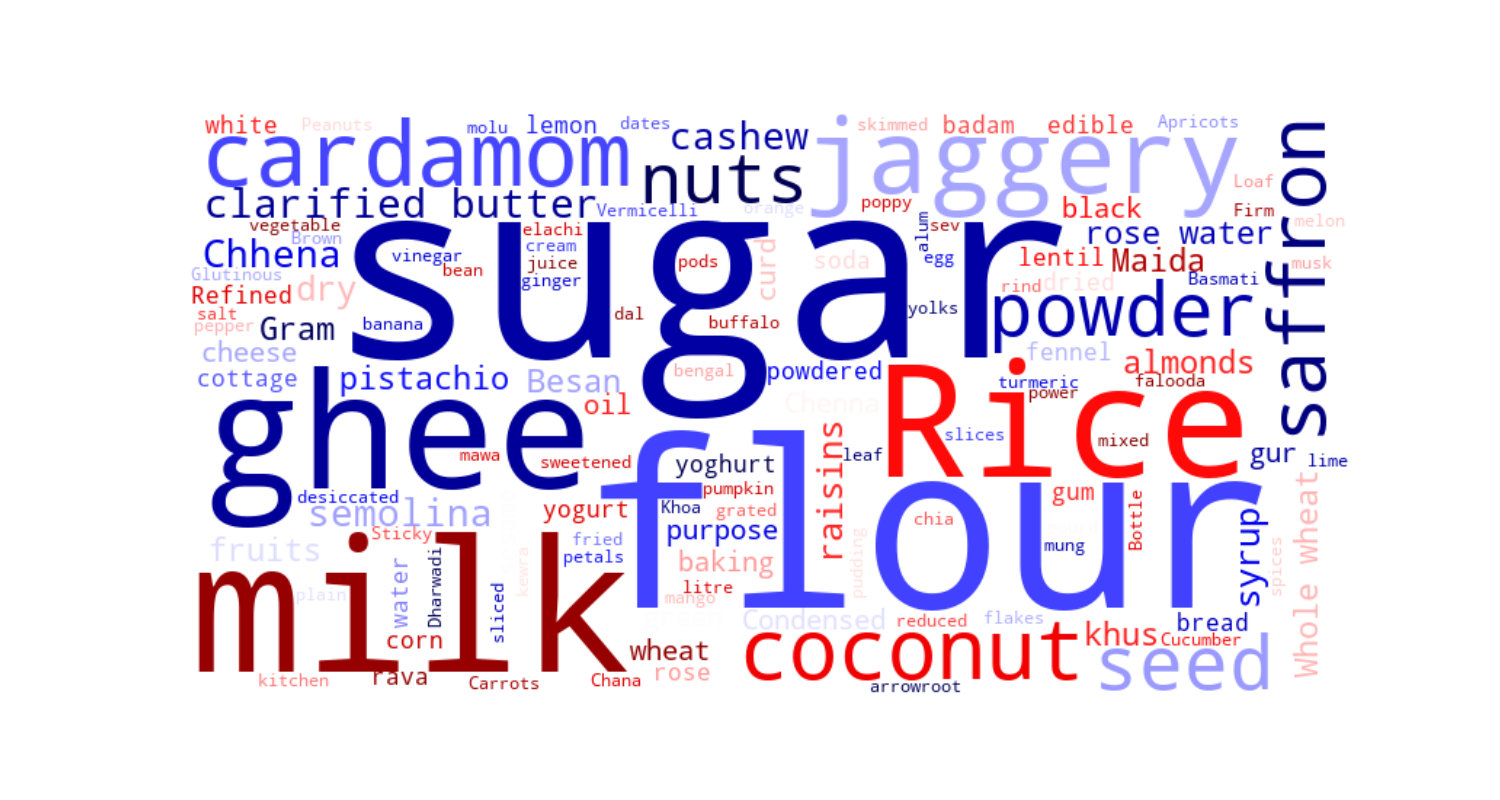 white
Peanuts
molu
lemon
dates
cashew
skimmed
badam
edible
Apricots
cardamom
nuts
jaggery
saffron
clarified butter
Vermicelli
orange
poppy
black
Loaf
Firm
melon
vegetable
Brown
elachi
alum
sev
rose water
Chhena
vinegar
cream
sugar
curd
soda
egg
lentil
Maida
musk
Glutinous
bean
juice
ginger
pods
rind
dried
Basmati
Refined
dry
salt
pepper
Gram
banana
dal
buffalo
yolks
powder
cheese
cottage
pistachio
Besan
bengal
powdered
fennel
almonds
turmeric
falooda
power
ghee
oil
Chenna
Rice
raisins
slices
mixed
mawa
sweetened
yoghurt
leaf
gur
lime
desiccated
semolina
yogurt
Khoa
pumpkin
grated
flour
gum
chia
Bottle
syrup
Whole wheat
Sticky
fried
petals
purpose
mung
fruits
milk
water
Dharwadi
kewra
baking
pudding
spices
plain
sliced
litre
mango
Condensed
reduced
flakes
bread
corn
wheat
coconut
khus
Cucumber
seed
kitchen
rava
Carrots
Chana
rose
arrowroot